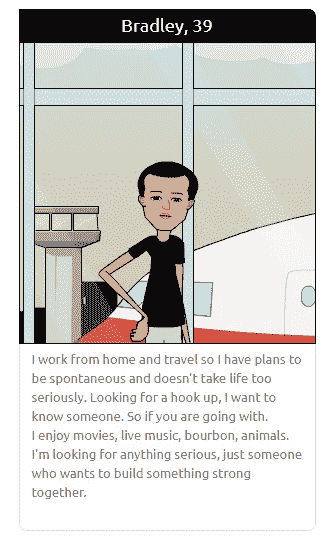 Bradley, 39
I work from home and travel so I have plans to
be spontaneous and doesn't take life too
seriously. Looking for a hook up, I want to
know someone. So if you are going with.
I enjoy movies, live music, bourbon, animals.
I'm looking for anything serious, just someone
who wants to build something strong
together.